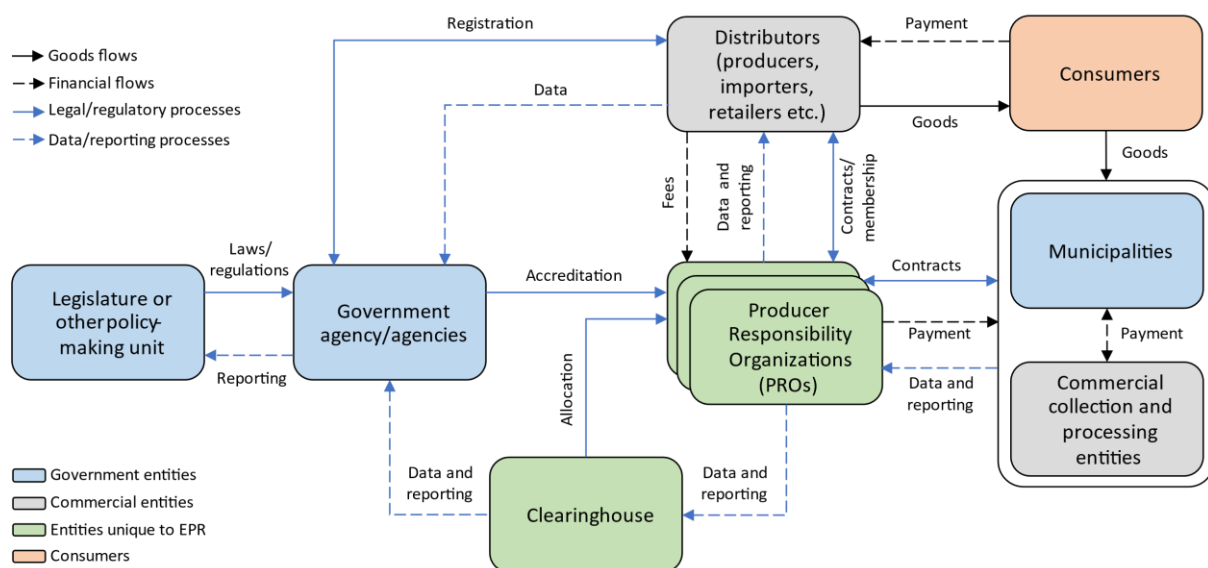 Registration
Distributors
(producers,
importers,
retailers etc.)
Payment
Consumers
Goods flows
Financial flows
Legal/regulatory processes
Data/reporting processes
Data
Goods
Goods
Fees
Data and
reporting
Contracts/
membership
Municipalities
Laws/
regulations
Accreditation
Contracts
Legislature or
other policy-
making unit
Government
agency/agencies
Producer
Responsibility
Organizations
(PROs)
Payment
Payment
Reporting
Allocation
Data and
reporting
Commercial
collection and
processing
entities
Data and
reporting
Data and
reporting
Clearinghouse
Government entities
Commercial entities
Entities unique to EPR
Consumers